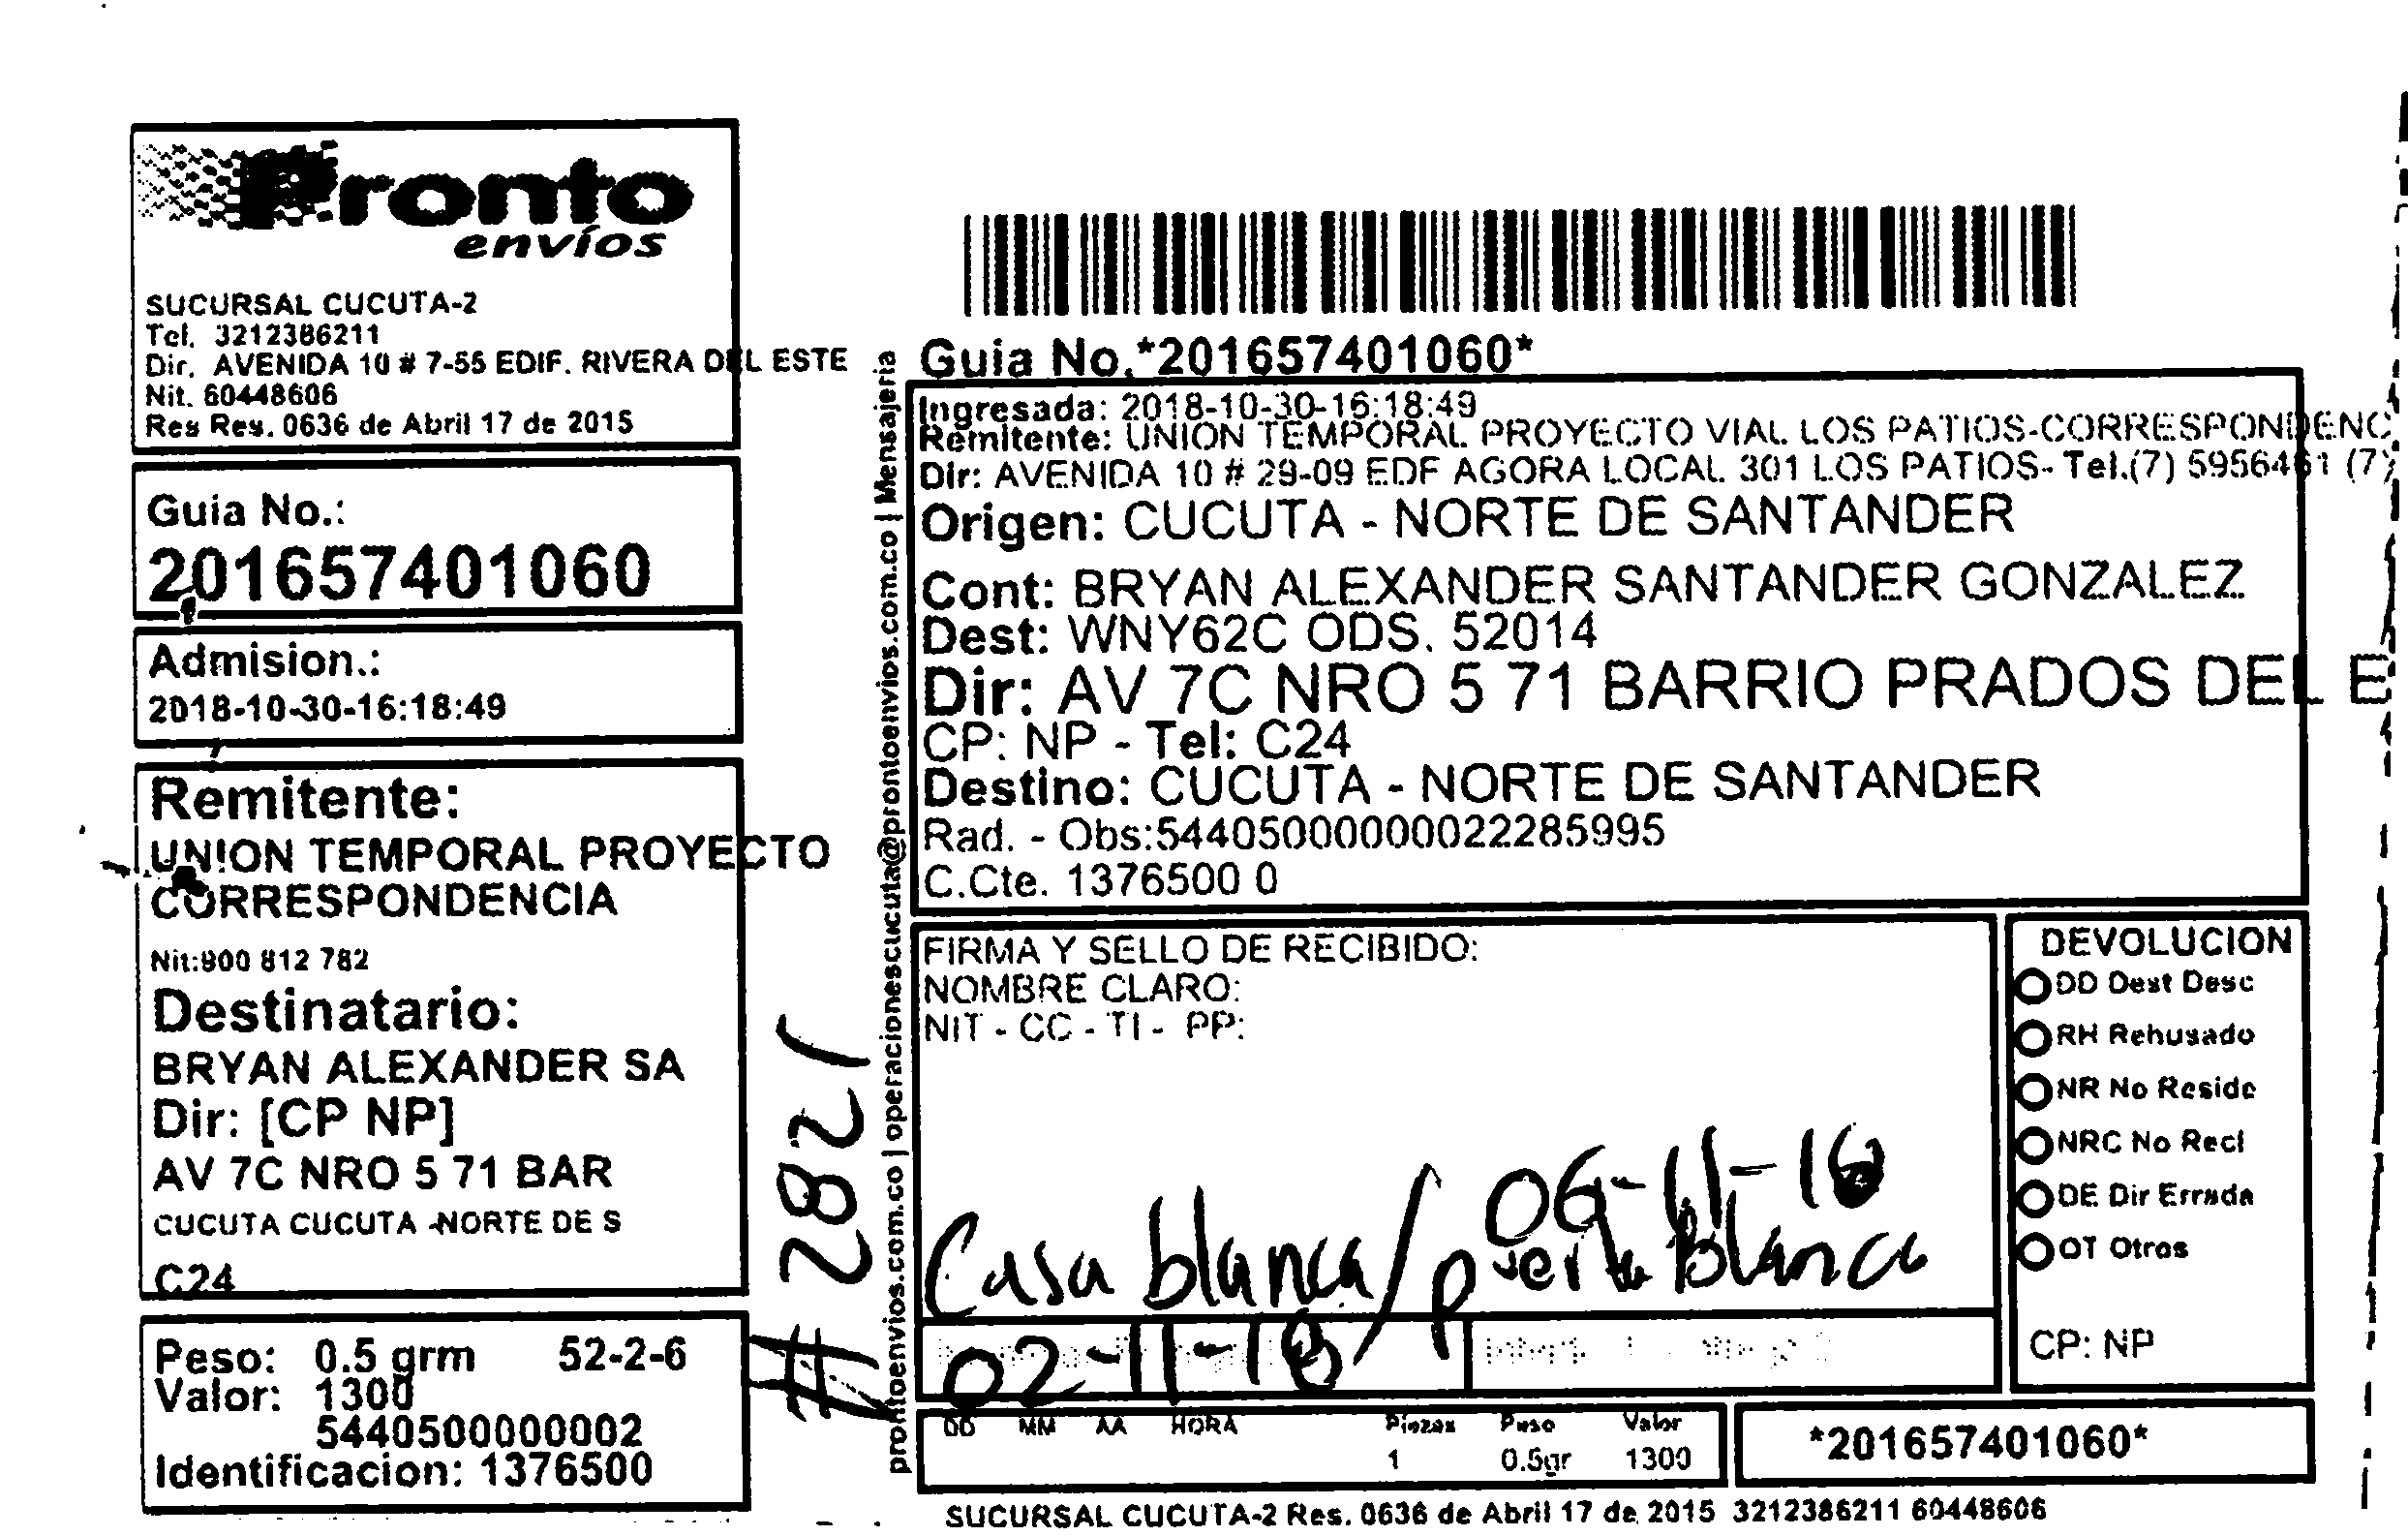 Pronto
envíos
SUCURSAL CUCUTA-2
Tel. 3212386211
Dir. AVENIDA 10 # 7-55 EDIF. RIVERA DEL ESTE
Nit. 60448606
Res Res. 0636 de Abril 17 de 2015
Guia No.:
201657401060
Admision.:
2018-10-30-16:18:49
Remitente:
UNION TEMPORAL PROYECTO
CORRESPONDENCIA
Nit:900 812 782
Destinatario:
BRYAN ALEXANDER SA
Dir: [CP NP]
AV 7C NRO 5 71 BAR
CUCUTA CUCUTA -NORTE DE S
C24
Peso: 0.5 grm 52-2-6
Valor: 1300
5440500000002
Identificacion: 1376500
# 2821
prontoenvios.com.co | operacionescucuta@prontoenvios.com.co | Mensajeria
Guia No.*201657401060*
Ingresada: 2018-10-30-16:18:49
Remitente: UNION TEMPORAL PROYECTO VIAL LOS PATIOS-CORRESPONDENC
Dir: AVENIDA 10 # 29-09 EDF AGORA LOCAL 301 LOS PATIOS- Tel.(7) 5956461 (7)
Origen: CUCUTA - NORTE DE SANTANDER
Cont: BRYAN ALEXANDER SANTANDER GONZALEZ
Dest: WNY62C ODS. 52014
Dir: AV 7C NRO 5 71 BARRIO PRADOS DEL E
CP: NP - Tel: C24
Destino: CUCUTA - NORTE DE SANTANDER
Rad. - Obs:544050000000022285995
C.Cte. 1376500 0
FIRMA Y SELLO DE RECIBIDO:
NOMBRE CLARO:
NIT - CC - TI - PP:
06-11-18
Casa blanca/puerta Blanca
02-11-18
DEVOLUCION
DD Dest Desc
RH Rehusado
NR No Reside
NRC No Recl
DE Dir Errada
OT Otros
CP: NP
DD MM AA HORA Piezas Peso Valor
1 0.5gr 1300
*201657401060*
SUCURSAL CUCUTA-2 Res. 0636 de Abril 17 de 2015 3212386211 60448606